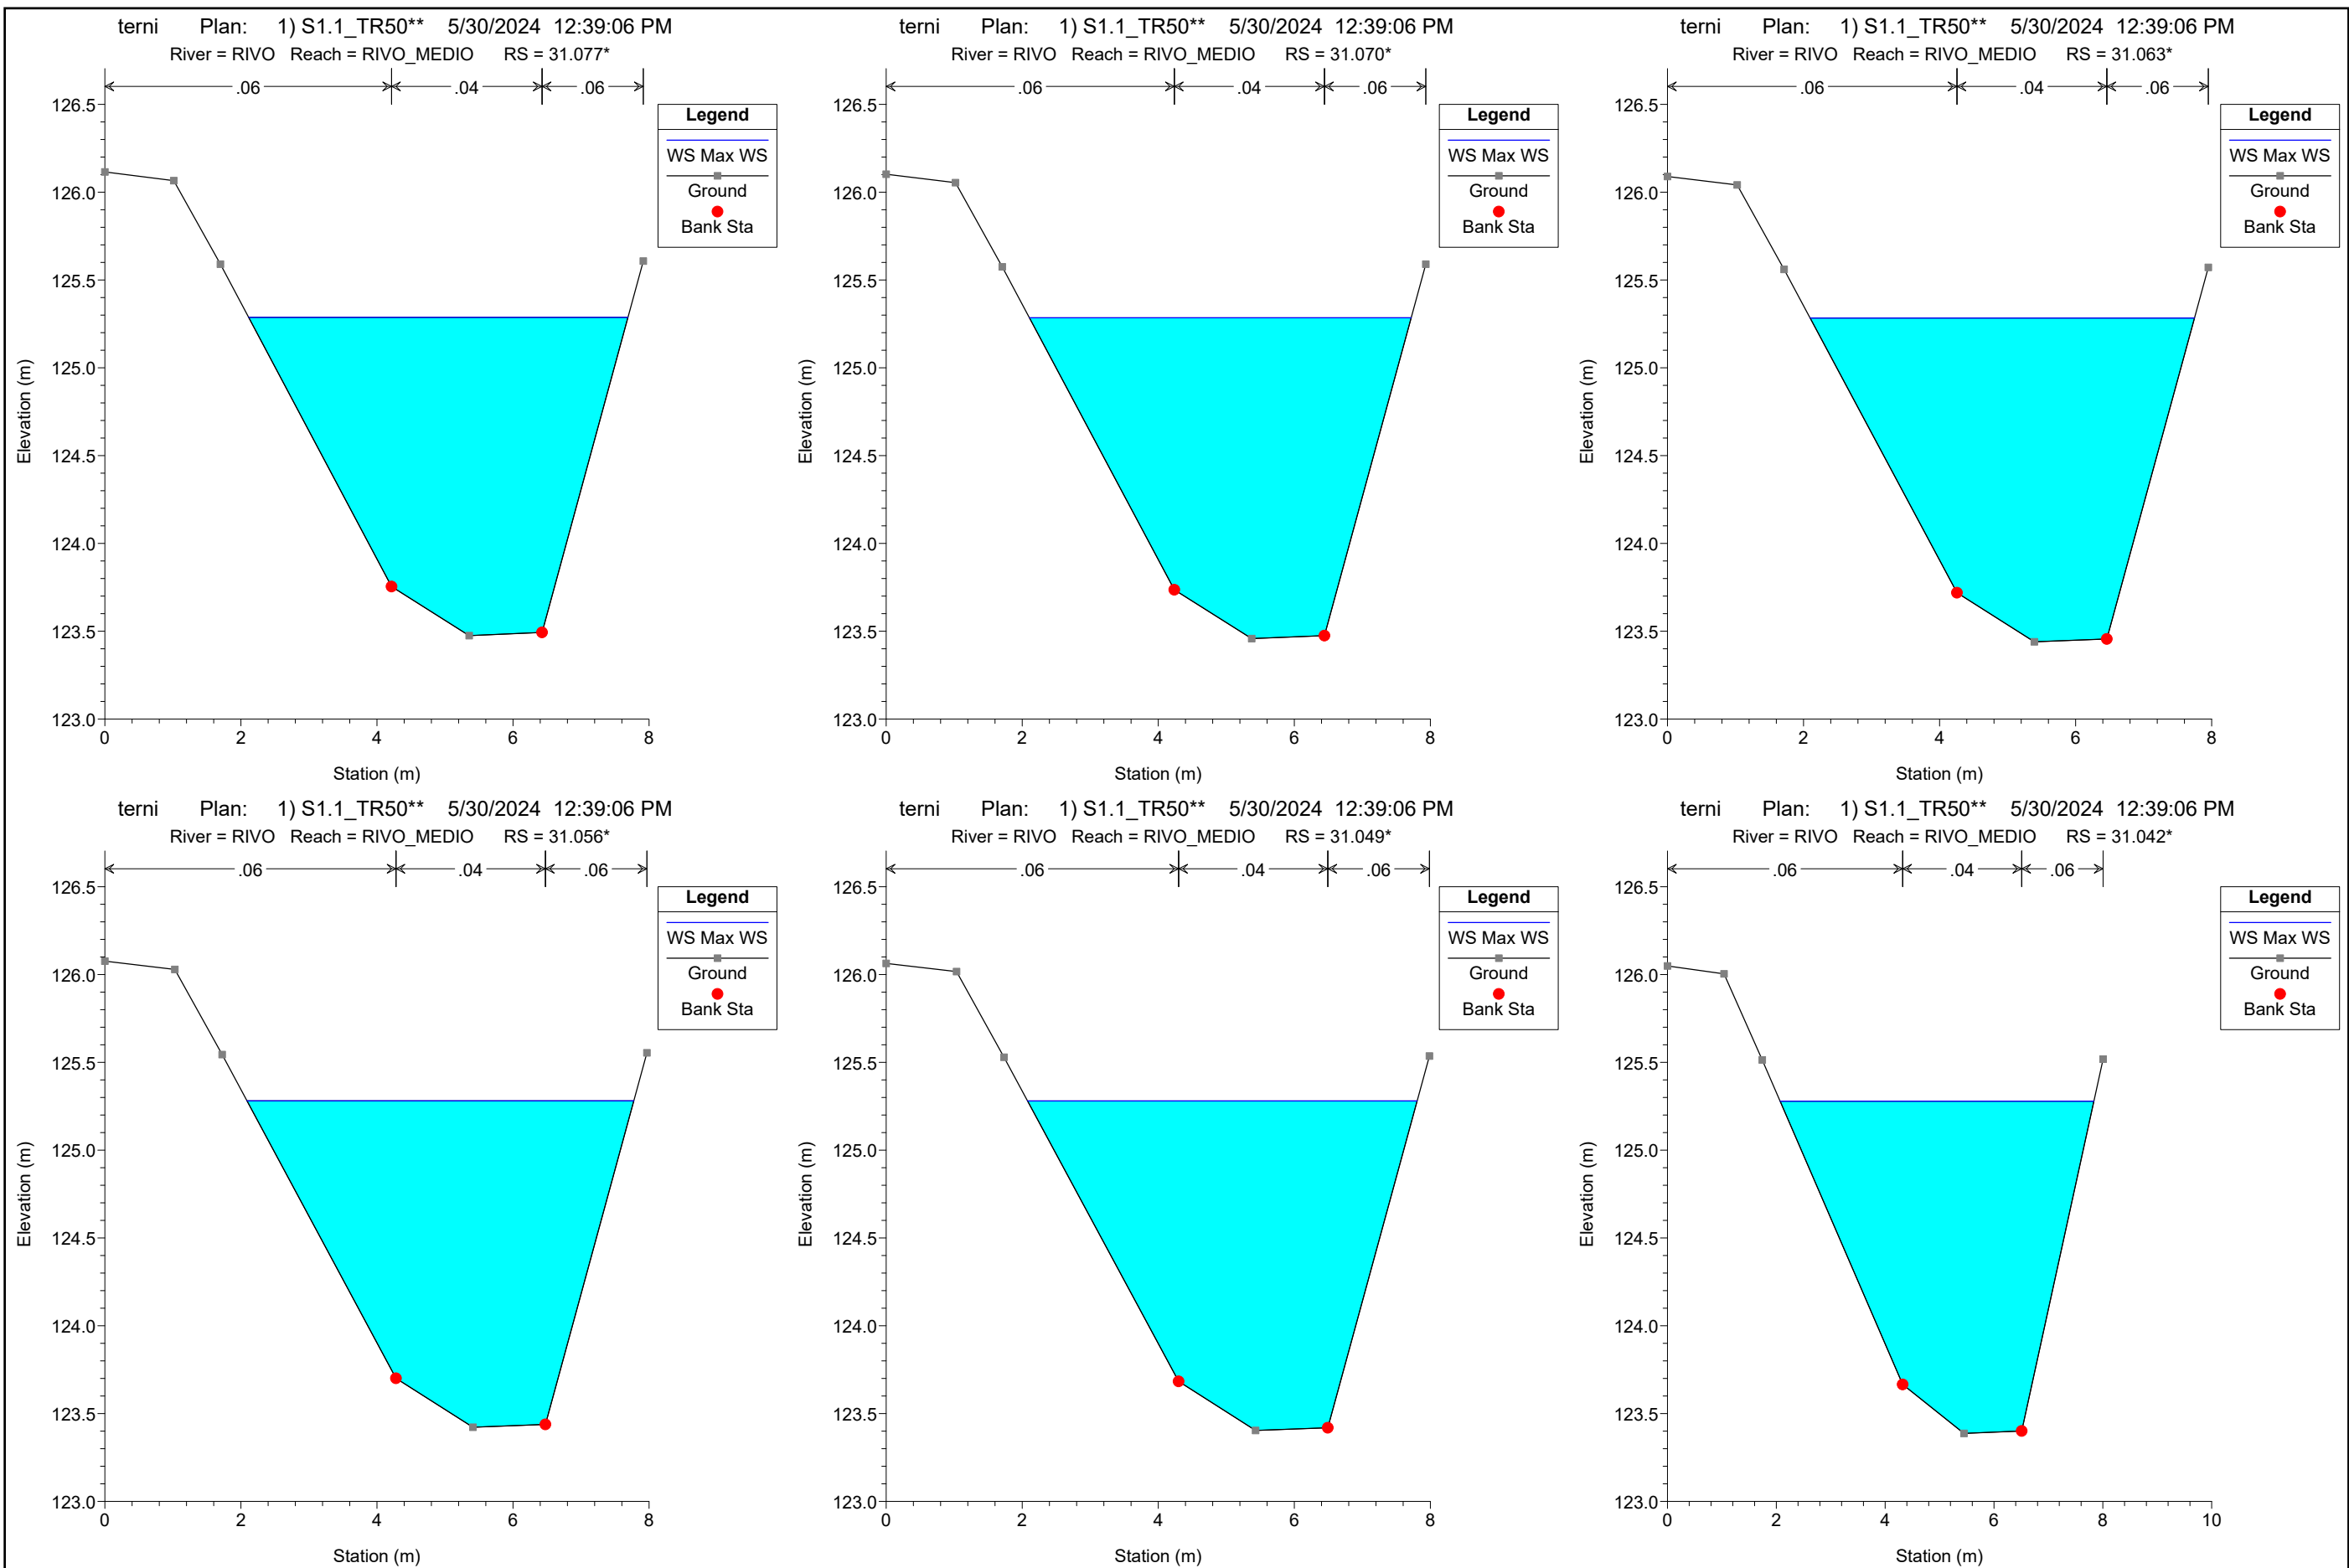 terni Plan: 1) S1.1_TR50** 5/30/2024 12:39:06 PM
River = RIVO Reach = RIVO_MEDIO RS = 31.077*
.06 .04 .06
126.5
126.0
125.5
125.0
124.5
124.0
123.5
123.0
Elevation (m)
0 2 4 6 8
Station (m)
Legend
WS Max WS
Ground
Bank Sta
terni Plan: 1) S1.1_TR50** 5/30/2024 12:39:06 PM
River = RIVO Reach = RIVO_MEDIO RS = 31.070*
.06 .04 .06
126.5
126.0
125.5
125.0
124.5
124.0
123.5
123.0
Elevation (m)
0 2 4 6 8
Station (m)
Legend
WS Max WS
Ground
Bank Sta
terni Plan: 1) S1.1_TR50** 5/30/2024 12:39:06 PM
River = RIVO Reach = RIVO_MEDIO RS = 31.063*
.06 .04 .06
126.5
126.0
125.5
125.0
124.5
124.0
123.5
123.0
Elevation (m)
0 2 4 6 8
Station (m)
Legend
WS Max WS
Ground
Bank Sta
terni Plan: 1) S1.1_TR50** 5/30/2024 12:39:06 PM
River = RIVO Reach = RIVO_MEDIO RS = 31.056*
.06 .04 .06
126.5
126.0
125.5
125.0
124.5
124.0
123.5
123.0
Elevation (m)
0 2 4 6 8
Station (m)
Legend
WS Max WS
Ground
Bank Sta
terni Plan: 1) S1.1_TR50** 5/30/2024 12:39:06 PM
River = RIVO Reach = RIVO_MEDIO RS = 31.049*
.06 .04 .06
126.5
126.0
125.5
125.0
124.5
124.0
123.5
123.0
Elevation (m)
0 2 4 6 8
Station (m)
Legend
WS Max WS
Ground
Bank Sta
terni Plan: 1) S1.1_TR50** 5/30/2024 12:39:06 PM
River = RIVO Reach = RIVO_MEDIO RS = 31.042*
.06 .04 .06
126.5
126.0
125.5
125.0
124.5
124.0
123.5
123.0
Elevation (m)
0 2 4 6 8 10
Station (m)
Legend
WS Max WS
Ground
Bank Sta